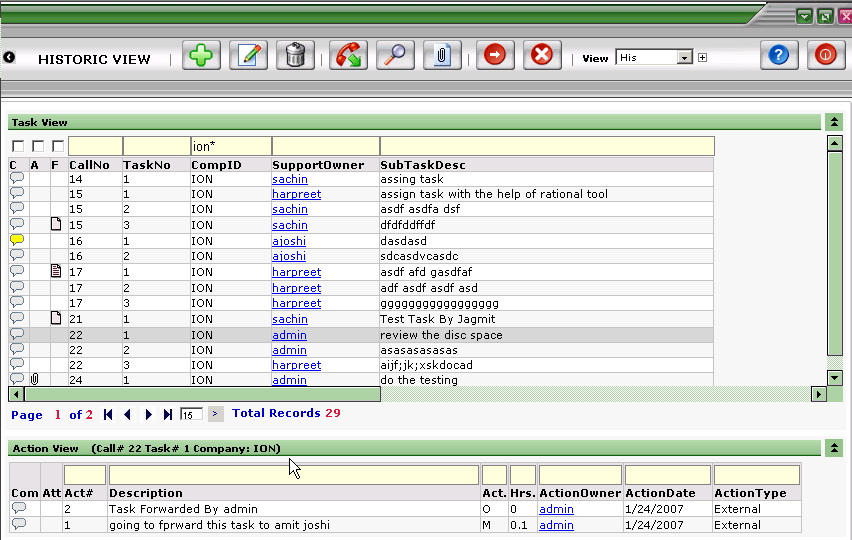 HISTORIC VIEW View His
Task View
ion*
C A F CallNo TaskNo CompID SupportOwner SubTaskDesc
14 1 ION sachin assing task
15 1 ION harpreet assign task with the help of rational tool
15 2 ION sachin asdf asdfa dsf
15 3 ION sachin dfdfddffdf
16 1 ION ajoshi dasdasd
16 2 ION ajoshi sdcasdvcasdc
17 1 ION harpreet asdf afd gasdfaf
17 2 ION harpreet adf asdf asdf asd
17 3 ION harpreet ggggggggggggggggg
21 1 ION sachin Test Task By Jagmit
22 1 ION admin review the disc space
22 2 ION admin asasasasasas
22 3 ION harpreet aijf;jk;xskdocad
24 1 ION admin do the testing
Page 1 of 2 15 > Total Records 29
Action View (Call# 22 Task# 1 Company: ION)
Com Att Act# Description Act. Hrs. ActionOwner ActionDate ActionType
2 Task Forwarded By admin O 0 admin 1/24/2007 External
1 going to fprward this task to amit joshi M 0.1 admin 1/24/2007 External